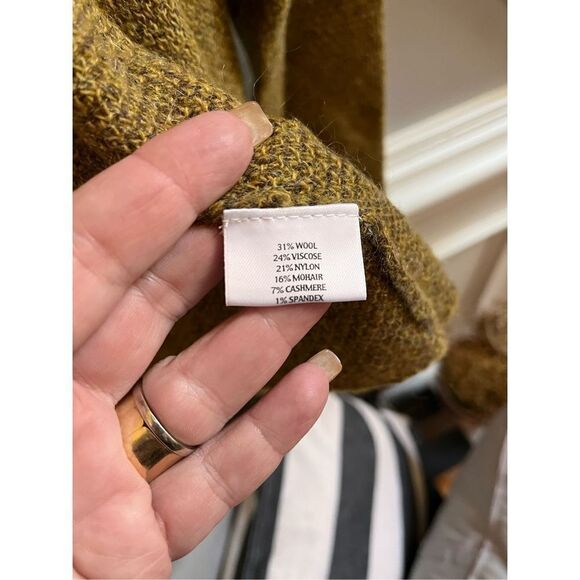 31% WOOL
24% VISCOSE
21% NYLON
16% MOHAIR
7% CASHMERE
1% SPANDEX